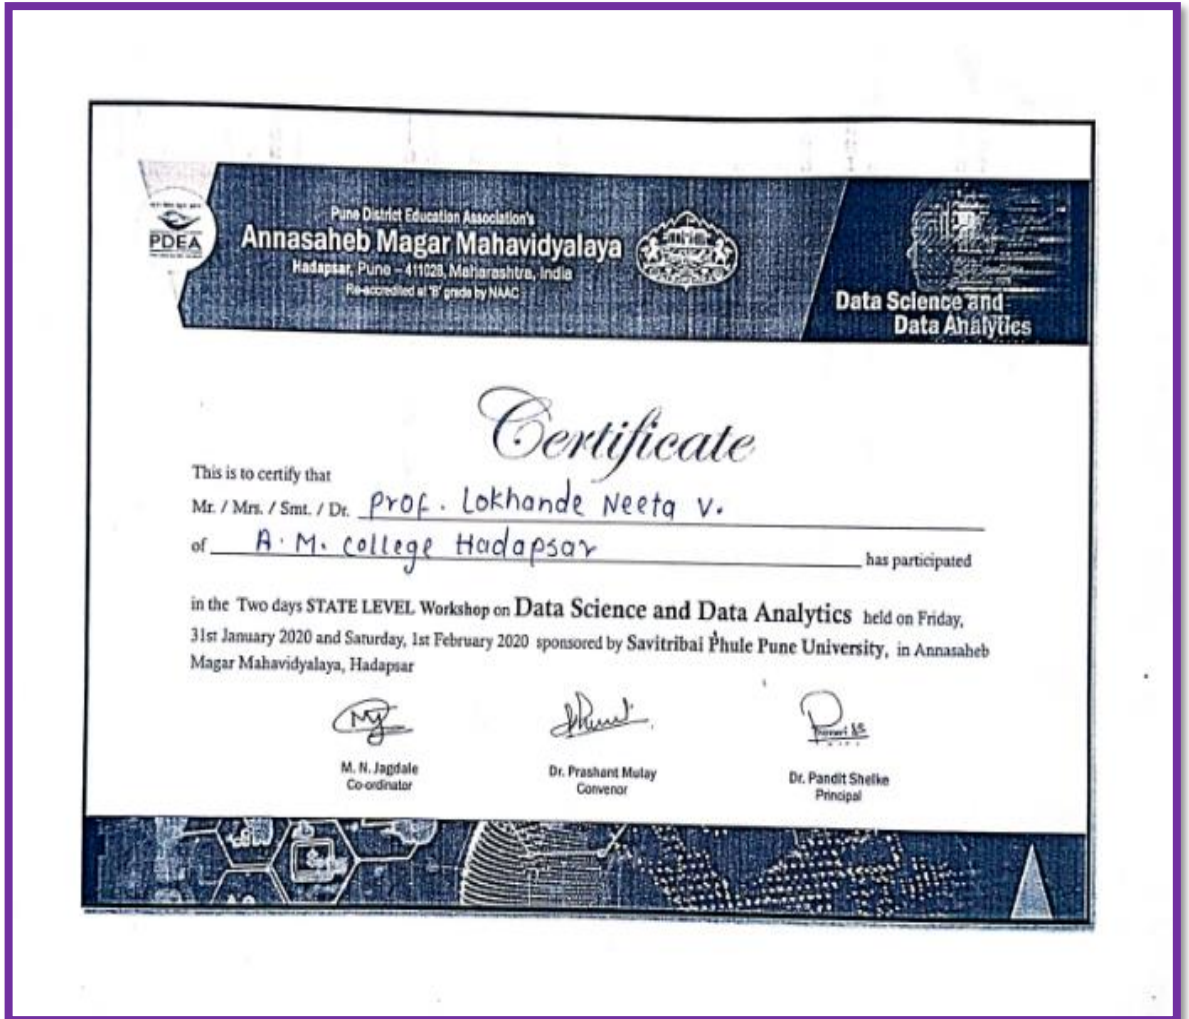 PDEA
Pune District Education Association's
Annasaheb Magar Mahavidyalaya
Hadapsar, Pune – 411028, Maharashtra, India
Re-accredited at 'B' grade by NAAC
Data Science and
Data Analytics
Certificate
This is to certify that
Mr. / Mrs. / Smt. / Dr. Prof. Lokhande Neeta V.
of A. M. College Hadapsar has participated
in the Two days STATE LEVEL Workshop on Data Science and Data Analytics held on Friday,
31st January 2020 and Saturday, 1st February 2020 sponsored by Savitribai Phule Pune University, in Annasaheb
Magar Mahavidyalaya, Hadapsar
M. N. Jagdale
Co-ordinator
Dr. Prashant Mulay
Convenor
Dr. Pandit Shelke
Principal